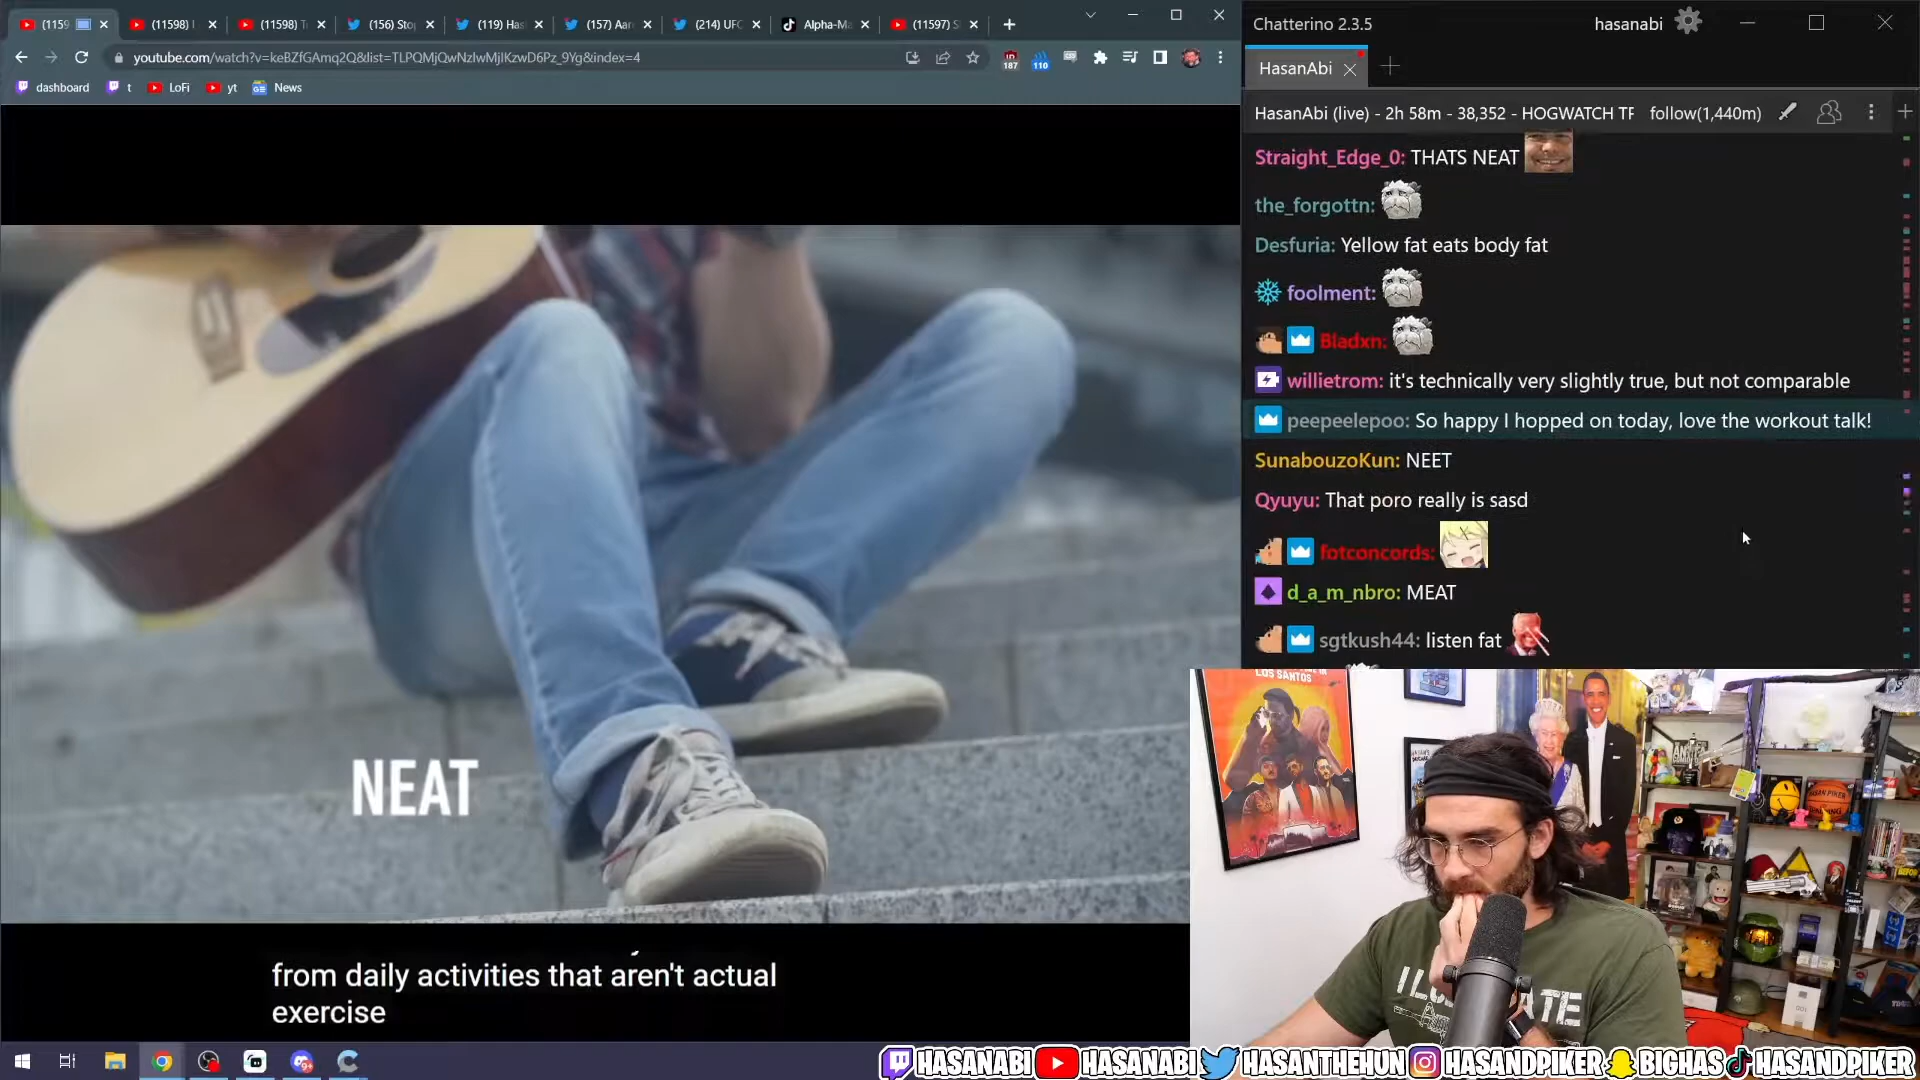 (1159
(11598)
(11598) T
(156) Sto
(119) Has
(157) Aar
(214) UFC
Alpha-Ma
(11597) S
youtube.com/watch?v=keBZfGAmq2Q&list=TLPQMjQwNzIwMjIKzwD6Pz_9Yg&index=4
187
110
dashboard
t
LoFi
yt
News
NEAT
from daily activities that aren't actual
exercise
Chatterino 2.3.5
hasanabi
HasanAbi
HasanAbi (live) - 2h 58m - 38,352 - HOGWATCH TF
follow(1,440m)
Straight_Edge_0: THATS NEAT
the_forgottn:
Desfuria: Yellow fat eats body fat
foolment:
Bladxn:
willietrom: it's technically very slightly true, but not comparable
peepeelepoo: So happy I hopped on today, love the workout talk!
SunabouzoKun: NEET
Qyuyu: That poro really is sasd
fotconcords:
d_a_m_nbro: MEAT
sgtkush44: listen fat
LOS SANTOS
HASANABI
HASANABI
HASANTHEHUN
HASANDPIKER
BIGHAS
HASANDPIKER